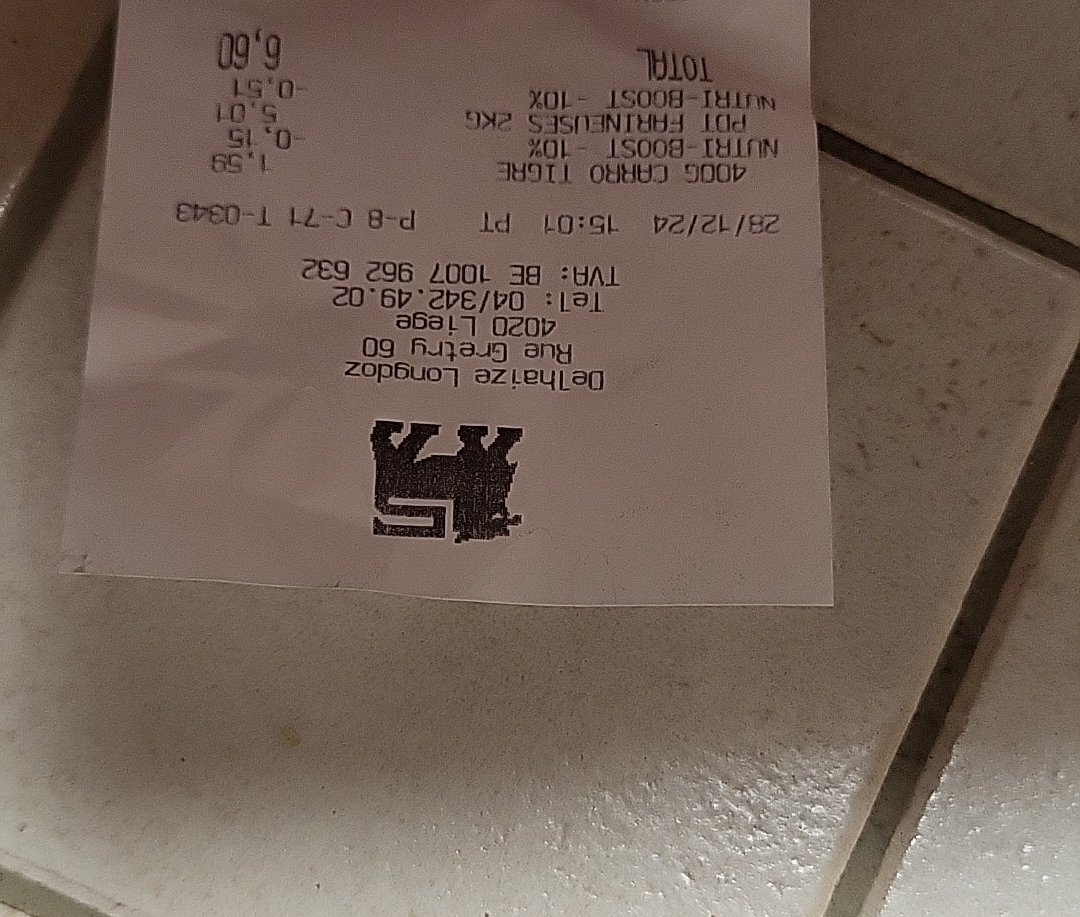 Delhaize Longdoz
Rue Gretry 60
4020 Liege
Tel: 04/342.49.02
TVA: BE 1007 962 632
28/12/24 15:01 PT P-8 C-71 T-0343
400G CARRO TIGRE 1,59
NUTRI-BOOST -10% -0,15
PDT FARINEUSES 2KG 5,01
NUTRI-BOOST -10% -0,51
TOTAL 6,60